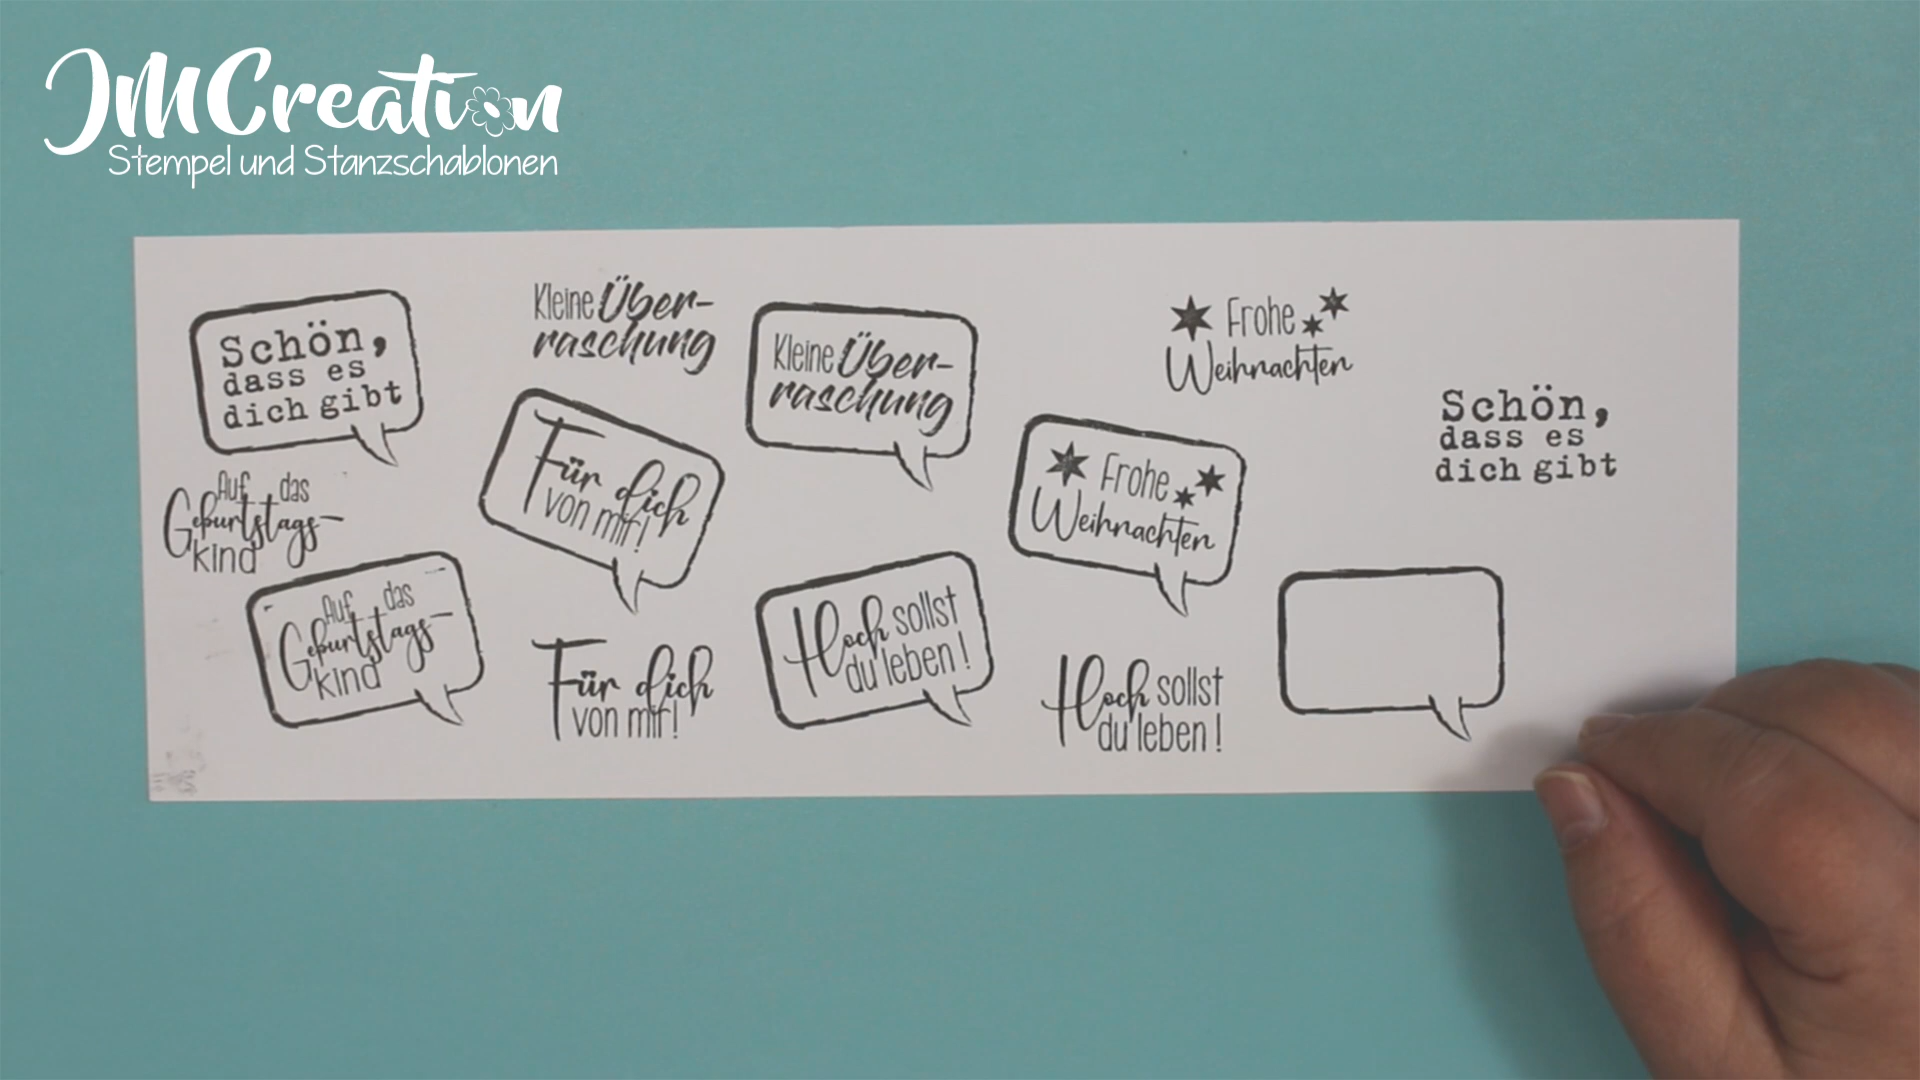 JMCreation
Stempel und Stanzschablonen
Schön,
dass es
dich gibt
Kleine Über-
raschung
Kleine Über-
raschung
Frohe
Weihnachten
Schön,
dass es
dich gibt
Auf das
Geburtstags-
kind
Für dich
von mir!
Frohe
Weihnachten
Auf das
Geburtstags-
kind
Für dich
von mir!
Hoch sollst
du leben!
Hoch sollst
du leben!